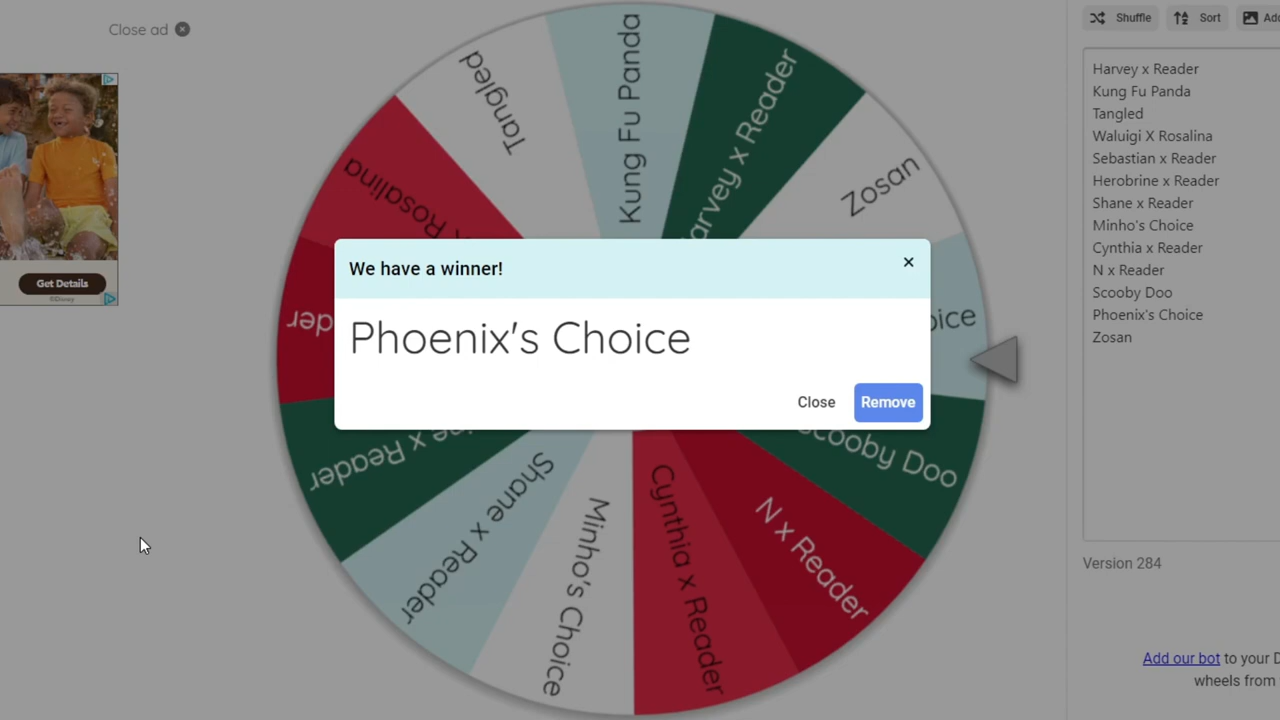 Close ad
Shuffle
Sort
Get Details
©Disney
Tangled
Kung Fu Panda
Harvey x Reader
Zosan
x Rosalina
x Reader
Shane x Reader
Minho's Choice
Cynthia x Reader
N x Reader
Scooby Doo
We have a winner!
Phoenix's Choice
Close
Remove
Harvey x Reader
Kung Fu Panda
Tangled
Waluigi X Rosalina
Sebastian x Reader
Herobrine x Reader
Shane x Reader
Minho's Choice
Cynthia x Reader
N x Reader
Scooby Doo
Phoenix's Choice
Zosan
Version 284
Add our bot to your
wheels from